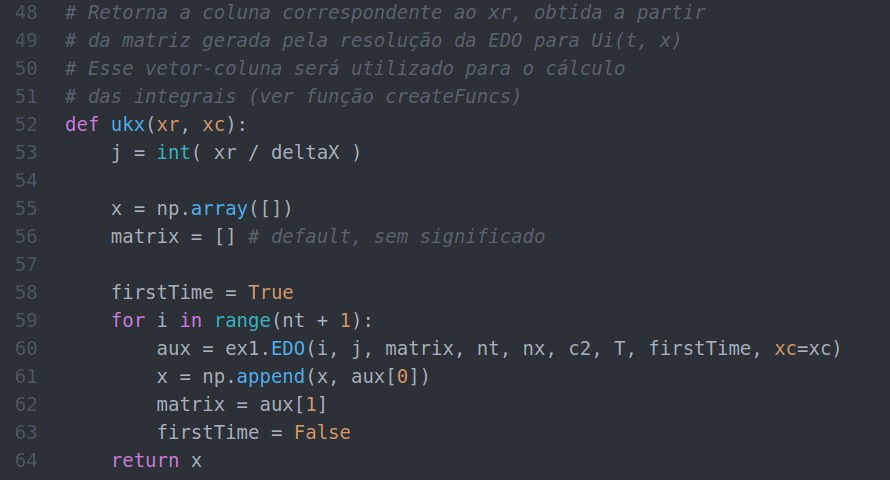 48 # Retorna a coluna correspondente ao xr, obtida a partir
49 # da matriz gerada pela resolução da EDO para Ui(t, x)
50 # Esse vetor-coluna será utilizado para o cálculo
51 # das integrais (ver função createFuncs)
52 def ukx(xr, xc):
53     j = int( xr / deltaX )
54
55     x = np.array([])
56     matrix = [] # default, sem significado
57
58     firstTime = True
59     for i in range(nt + 1):
60         aux = ex1.EDO(i, j, matrix, nt, nx, c2, T, firstTime, xc=xc)
61         x = np.append(x, aux[0])
62         matrix = aux[1]
63         firstTime = False
64     return x